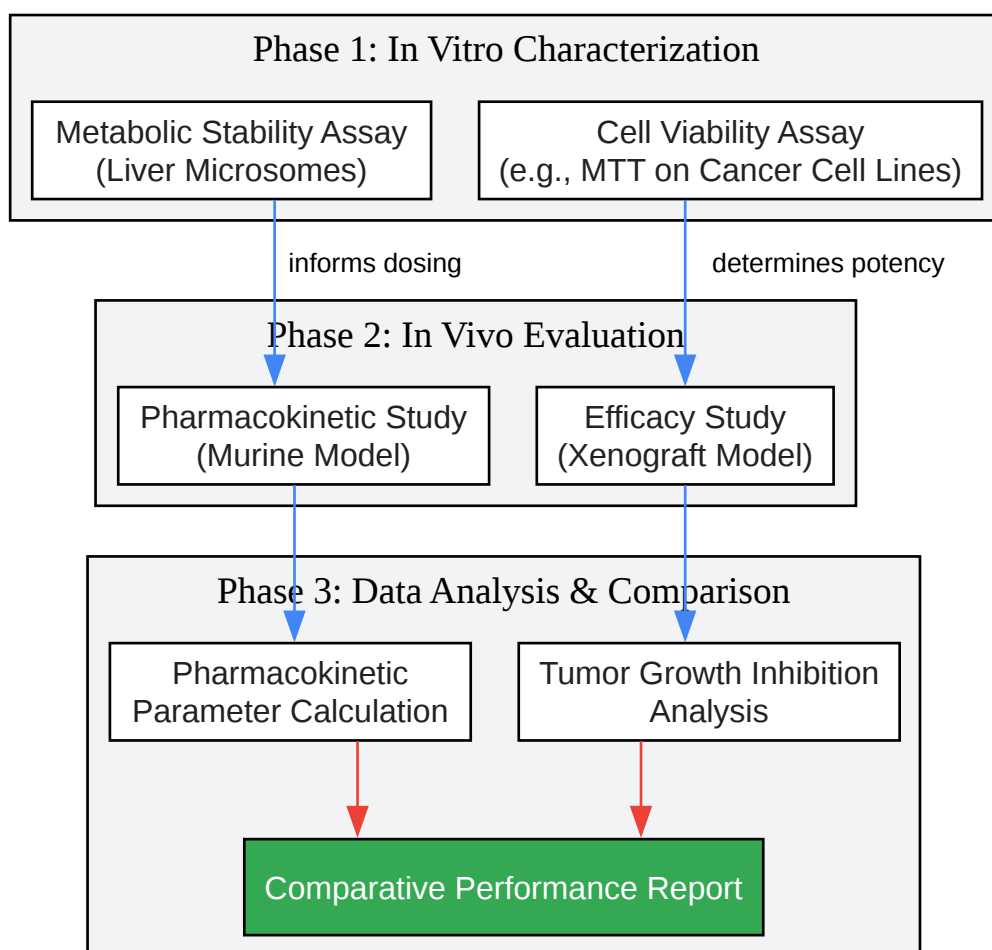 Phase 1: In Vitro Characterization
Metabolic Stability Assay
(Liver Microsomes)
Cell Viability Assay
(e.g., MTT on Cancer Cell Lines)
informs dosing
determines potency
Phase 2: In Vivo Evaluation
Pharmacokinetic Study
(Murine Model)
Efficacy Study
(Xenograft Model)
Phase 3: Data Analysis & Comparison
Pharmacokinetic
Parameter Calculation
Tumor Growth Inhibition
Analysis
Comparative Performance Report